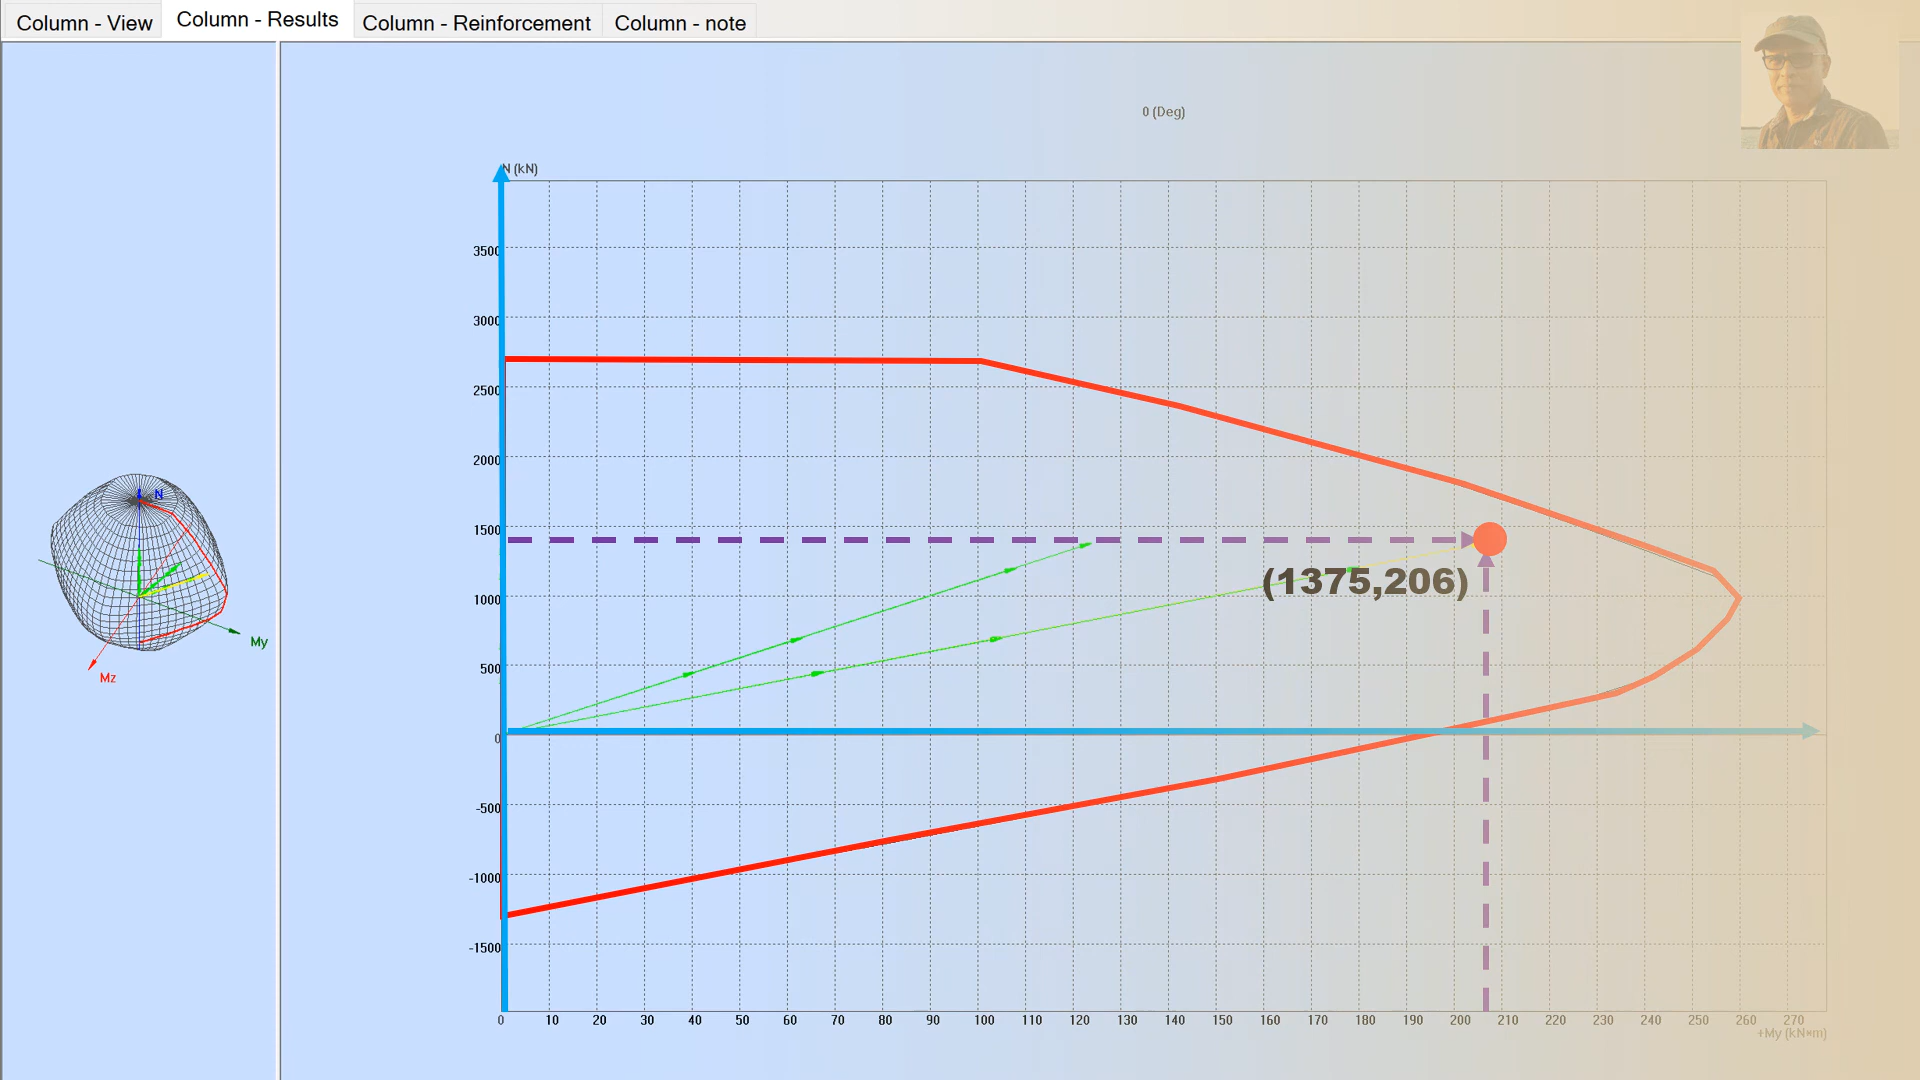 Column - View
Column - Results
Column - Reinforcement
Column - note
0 (Deg)
N (kN)
3500
3000
2500
2000
1500
1000
500
0
-500
-1000
-1500
(1375,206)
0 10 20 30 40 50 60 70 80 90 100 110 120 130 140 150 160 170 180 190 200 210 220 230 240 250 260 270
+My (kN*m)
N
My
Mz